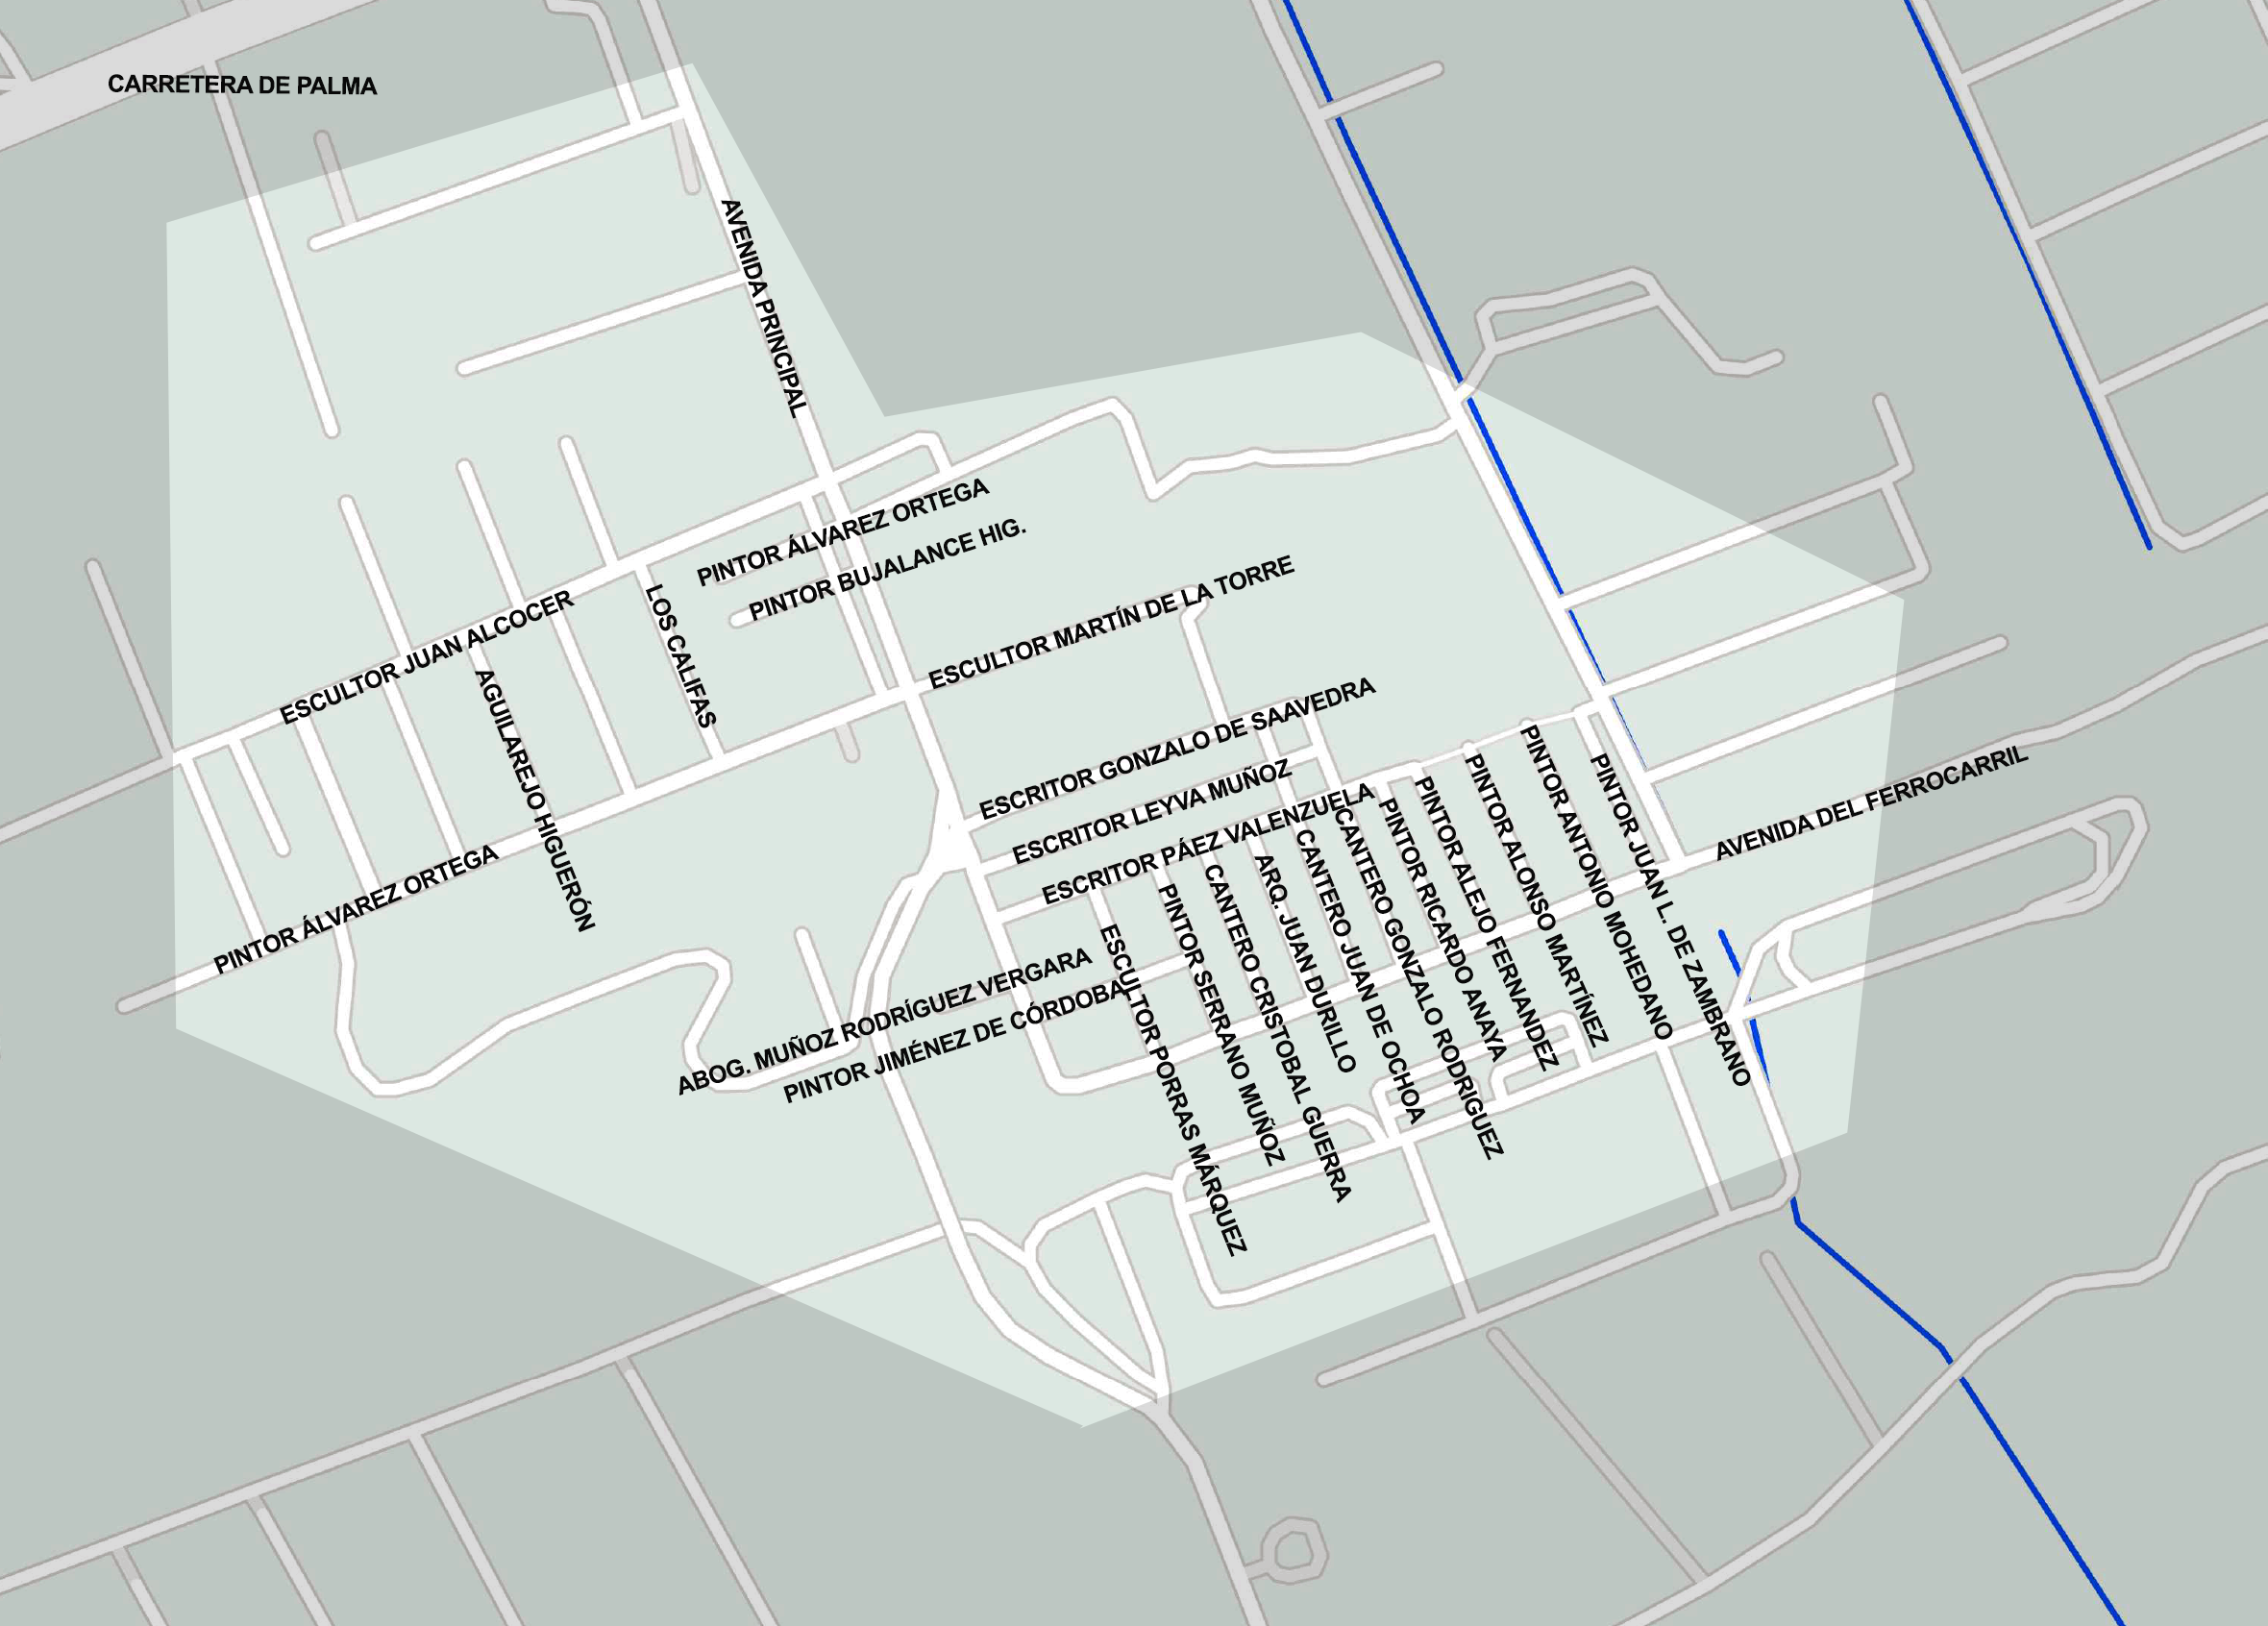 CARRETERA DE PALMA
AVENIDA PRINCIPAL
PINTOR ÁLVAREZ ORTEGA
PINTOR BUJALANCE HIG.
ESCULTOR JUAN ALCOCER
LOS CALIFAS
ESCULTOR MARTÍN DE LA TORRE
AGUILAREJO HIGUERÓN
ESCRITOR GONZALO DE SAAVEDRA
ESCRITOR LEYVA MUÑOZ
ESCRITOR PÁEZ VALENZUELA
PINTOR ÁLVAREZ ORTEGA
AVENIDA DEL FERROCARRIL
ABOG. MUÑOZ RODRÍGUEZ VERGARA
PINTOR JIMÉNEZ DE CÓRDOBA
ESCULTOR PORRAS MÁRQUEZ
PINTOR SERRANO MUÑOZ
CANTERO CRISTOBAL GUERRA
ARQ. JUAN DURILLO
CANTERO JUAN DE OCHOA
CANTERO GONZALO RODRIGUEZ
PINTOR RICARDO ANAYA
PINTOR ALEJO FERNANDEZ
PINTOR ALONSO MARTÍNEZ
PINTOR ANTONIO MOHEDANO
PINTOR JUAN L. DE ZAMBRANO